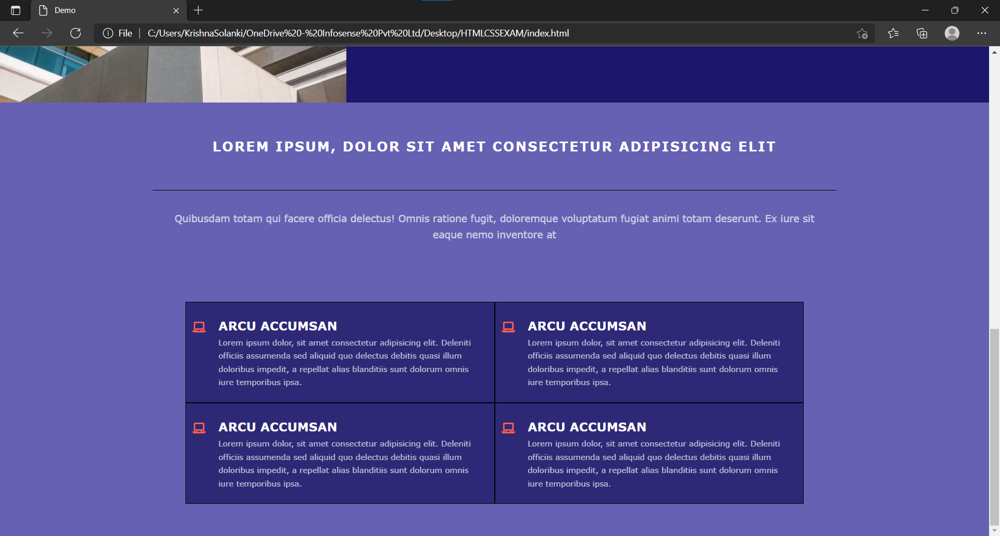 Demo
File
C:/Users/KrishnaSolanki/OneDrive%20-%20Infosense%20Pvt%20Ltd/Desktop/HTMLCSSEXAM/index.html
LOREM IPSUM, DOLOR SIT AMET CONSECTETUR ADIPISICING ELIT
Quibusdam totam qui facere officia delectus! Omnis ratione fugit, doloremque voluptatum fugiat animi totam deserunt. Ex iure sit
eaque nemo inventore at
ARCU ACCUMSAN
Lorem ipsum dolor, sit amet consectetur adipisicing elit. Deleniti
officiis assumenda sed aliquid quo delectus debitis quasi illum
doloribus impedit, a repellat alias blanditiis sunt dolorum omnis
iure temporibus ipsa.
ARCU ACCUMSAN
Lorem ipsum dolor, sit amet consectetur adipisicing elit. Deleniti
officiis assumenda sed aliquid quo delectus debitis quasi illum
doloribus impedit, a repellat alias blanditiis sunt dolorum omnis
iure temporibus ipsa.
ARCU ACCUMSAN
Lorem ipsum dolor, sit amet consectetur adipisicing elit. Deleniti
officiis assumenda sed aliquid quo delectus debitis quasi illum
doloribus impedit, a repellat alias blanditiis sunt dolorum omnis
iure temporibus ipsa.
ARCU ACCUMSAN
Lorem ipsum dolor, sit amet consectetur adipisicing elit. Deleniti
officiis assumenda sed aliquid quo delectus debitis quasi illum
doloribus impedit, a repellat alias blanditiis sunt dolorum omnis
iure temporibus ipsa.